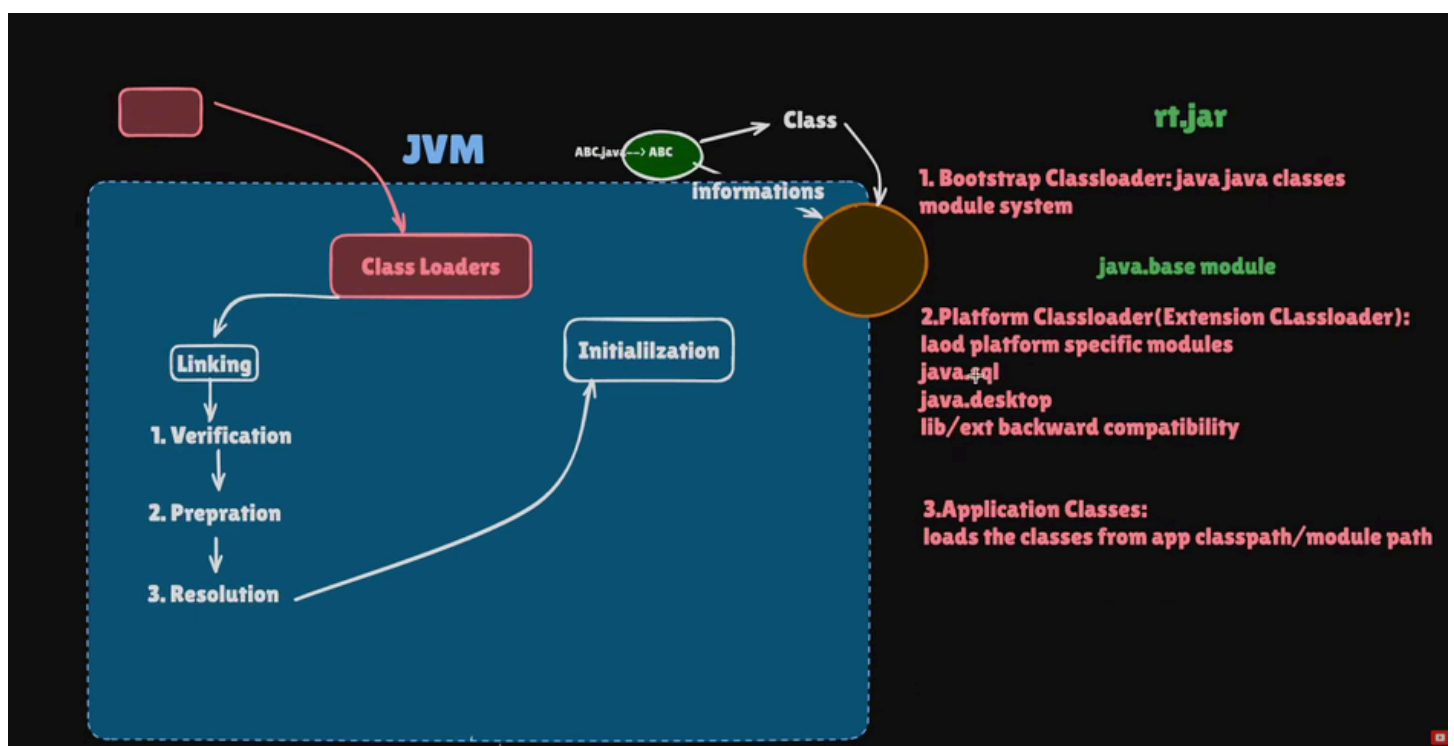 JVM
ABC.java--> ABC
Class
informations
Class Loaders
Linking
1. Verification
2. Prepration
3. Resolution
Initialilzation
rt.jar
1. Bootstrap Classloader: java java classes
module system
java.base module
2.Platform Classloader(Extension CLassloader):
laod platform specific modules
java.sql
java.desktop
lib/ext backward compatibility
3.Application Classes:
loads the classes from app classpath/module path